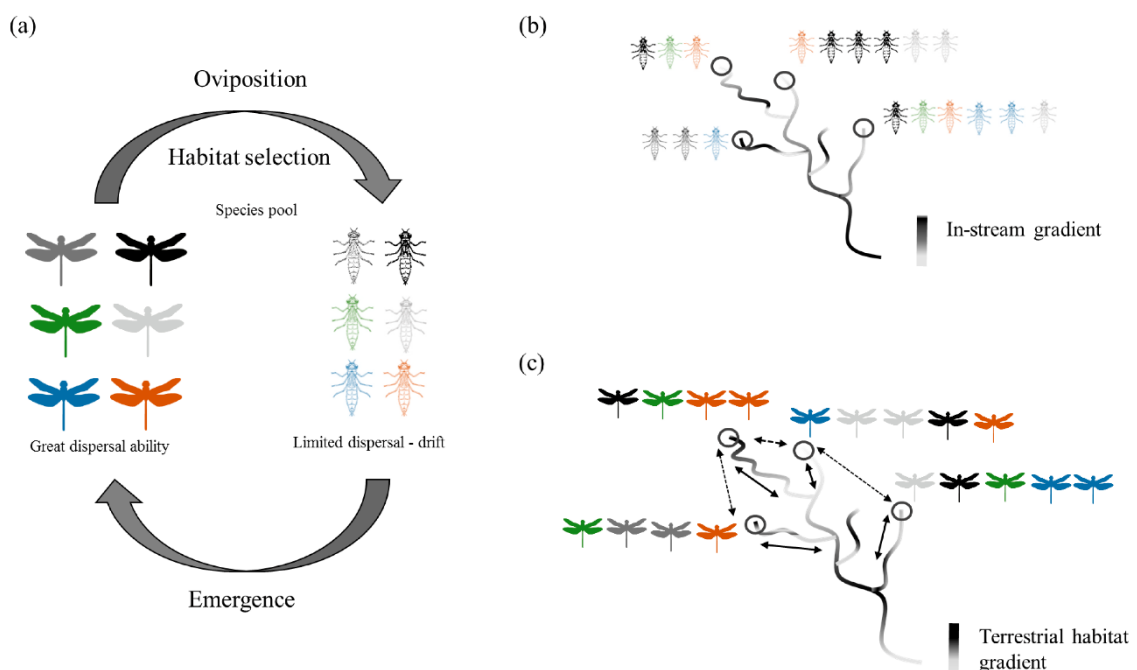 (a)
Oviposition
Habitat selection
Species pool
Great dispersal ability
Limited dispersal - drift
Emergence
(b)
In-stream gradient
(c)
Terrestrial habitat
gradient